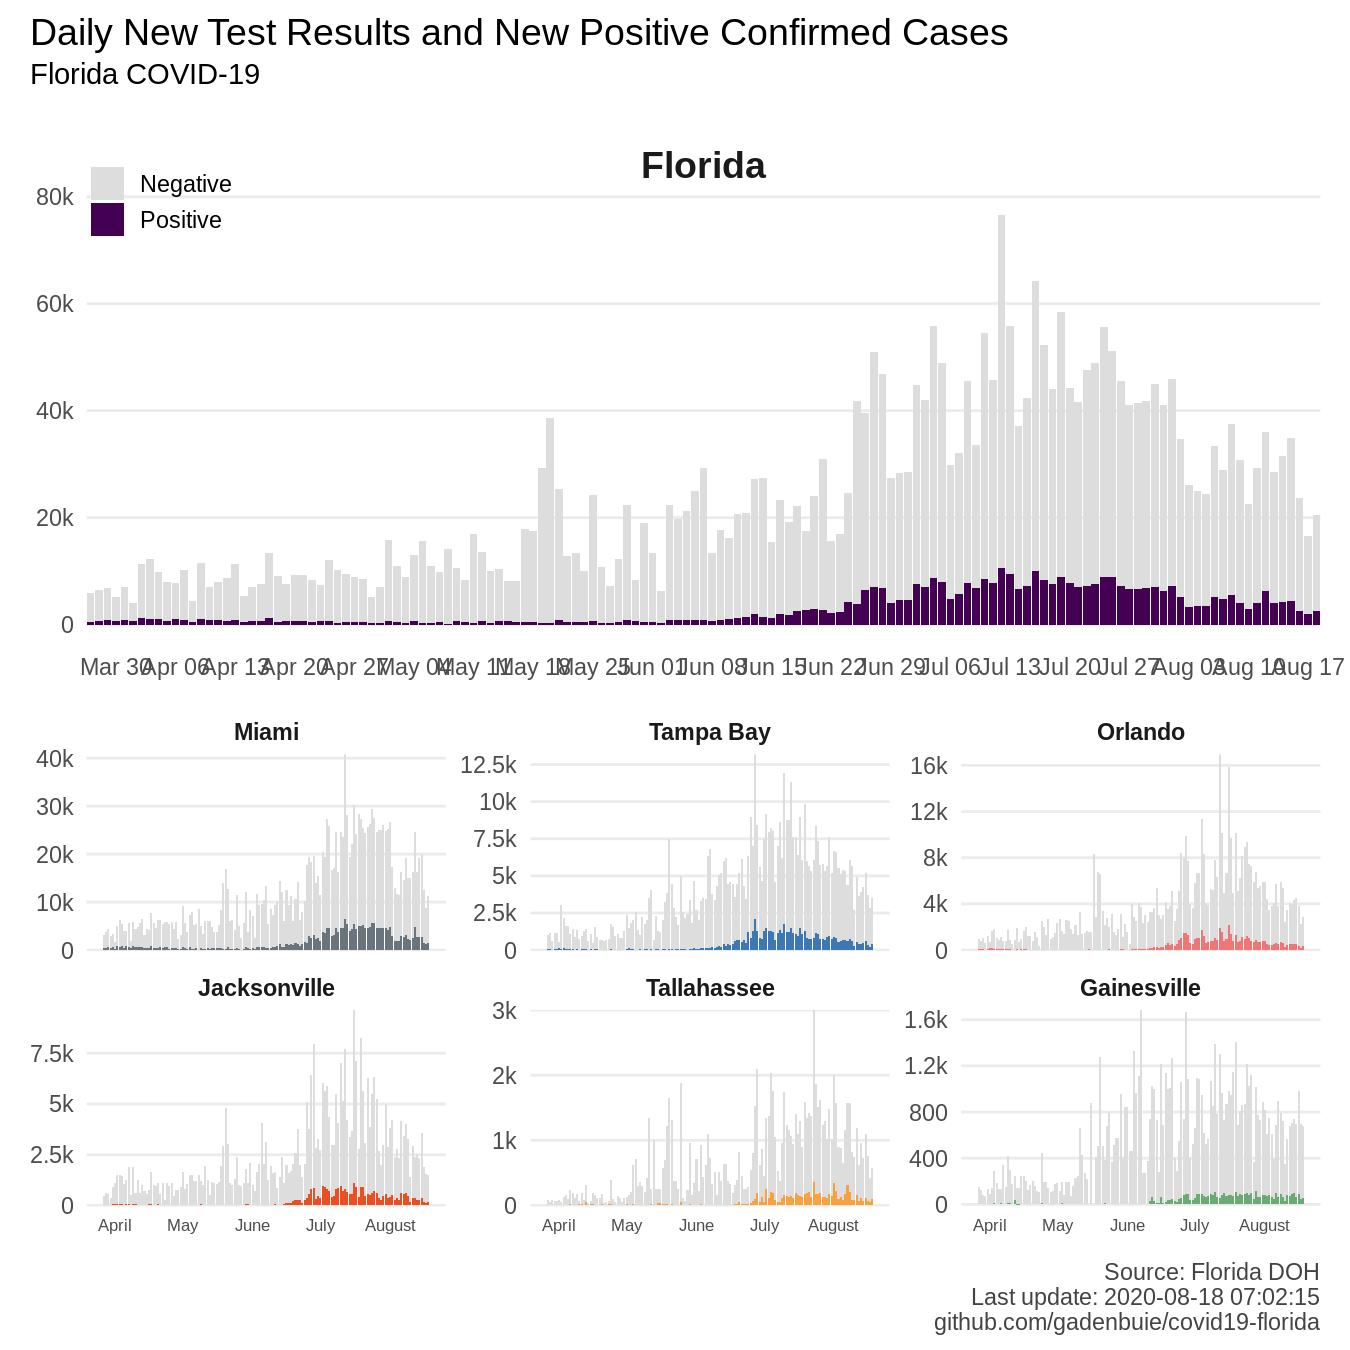 Daily New Test Results and New Positive Confirmed Cases
Florida COVID-19
Florida
Negative
Positive
80k
60k
40k
20k
0
Mar 30 Apr 06 Apr 13 Apr 20 Apr 27 May 04 May 11 May 18 May 25 Jun 01 Jun 08 Jun 15 Jun 22 Jun 29 Jul 06 Jul 13 Jul 20 Jul 27 Aug 03 Aug 10 Aug 17
Miami
40k
30k
20k
10k
0
Tampa Bay
12.5k
10k
7.5k
5k
2.5k
0
Orlando
16k
12k
8k
4k
0
Jacksonville
7.5k
5k
2.5k
0
April May June July August
Tallahassee
3k
2k
1k
0
April May June July August
Gainesville
1.6k
1.2k
800
400
0
April May June July August
Source: Florida DOH
Last update: 2020-08-18 07:02:15
github.com/gadenbuie/covid19-florida